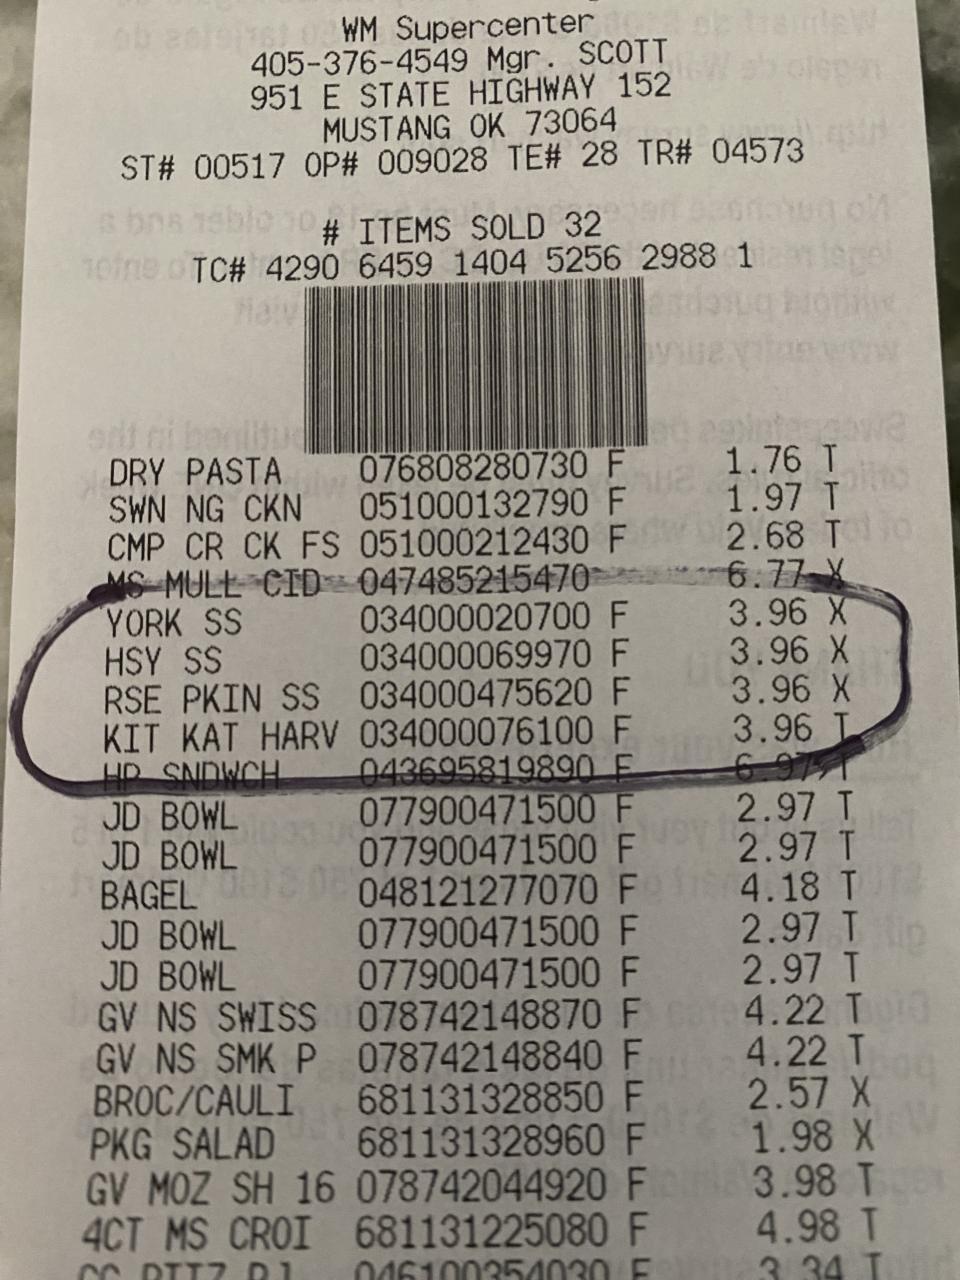 WM Supercenter
405-376-4549 Mgr. SCOTT
951 E STATE HIGHWAY 152
MUSTANG OK 73064
ST# 00517 OP# 009028 TE# 28 TR# 04573
# ITEMS SOLD 32
TC# 4290 6459 1404 5256 2988 1
DRY PASTA 076808280730 F 1.76 T
SWN NG CKN 051000132790 F 1.97 T
CMP CR CK FS 051000212430 F 2.68 T
MS MULL CID 047485215470 6.77 X
YORK SS 034000020700 F 3.96 X
HSY SS 034000069970 F 3.96 X
RSE PKIN SS 034000475620 F 3.96 X
KIT KAT HARV 034000076100 F 3.96 T
HP SNDWCH 043695819890 F 6.97 T
JD BOWL 077900471500 F 2.97 T
JD BOWL 077900471500 F 2.97 T
BAGEL 048121277070 F 4.18 T
JD BOWL 077900471500 F 2.97 T
JD BOWL 077900471500 F 2.97 T
GV NS SWISS 078742148870 F 4.22 T
GV NS SMK P 078742148840 F 4.22 T
BROC/CAULI 681131328850 F 2.57 X
PKG SALAD 681131328960 F 1.98 X
GV MOZ SH 16 078742044920 F 3.98 T
4CT MS CROI 681131225080 F 4.98 T
046100354030 F 3.34 T